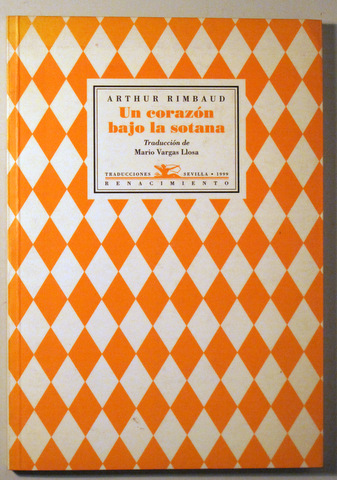 ARTHUR RIMBAUD
Un corazón
bajo la sotana
Traducción de
Mario Vargas Llosa
TRADUCCIONES SEVILLA • 1998
RENACIMIENTO